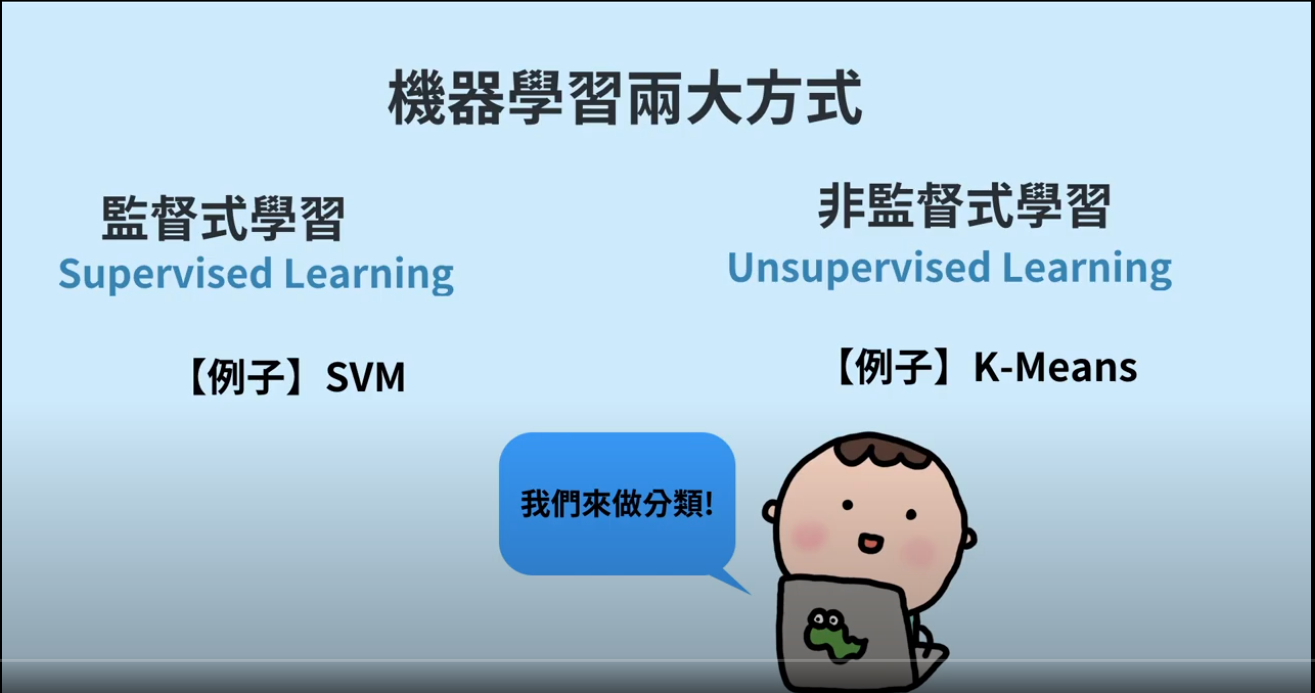 機器學習兩大方式
監督式學習
Supervised Learning
【例子】SVM
非監督式學習
Unsupervised Learning
【例子】K-Means
我們來做分類!